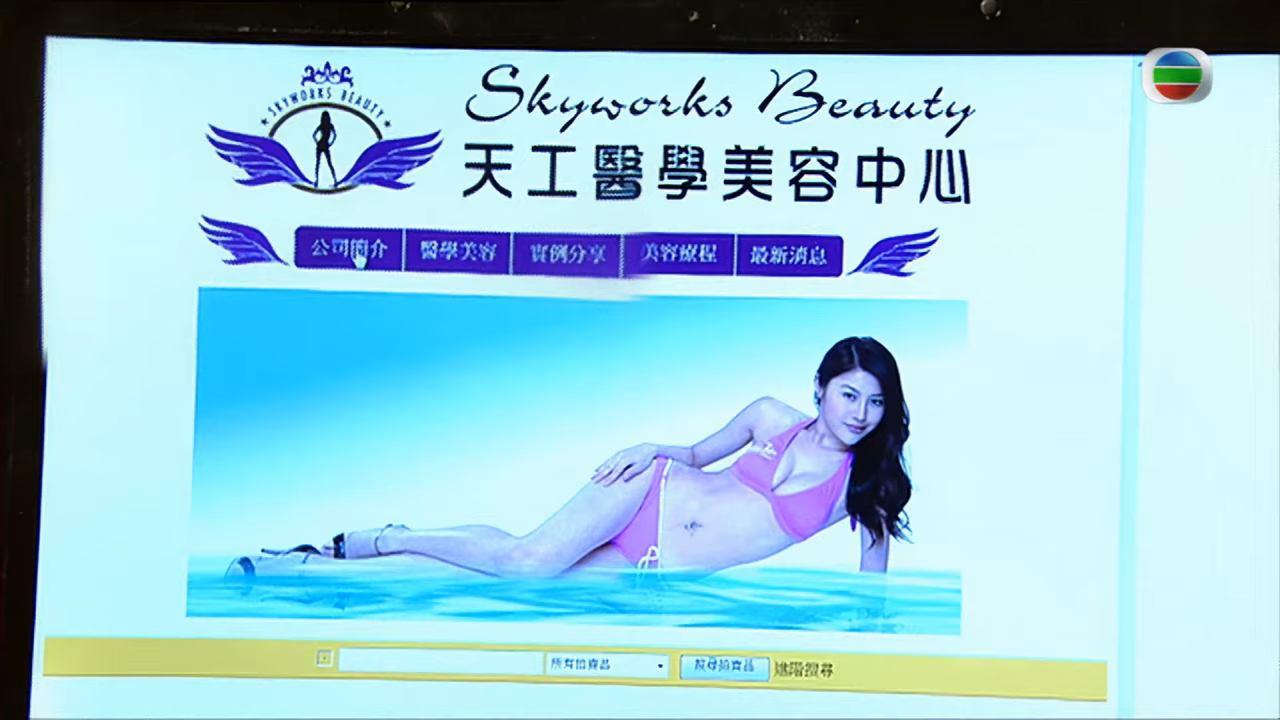 SKYWORKS BEAUTY
Skyworks Beauty
天工醫學美容中心
公司簡介 醫學美容 實例分享 美容療程 最新消息
所有拍賣品 搜尋拍賣品 進階搜尋